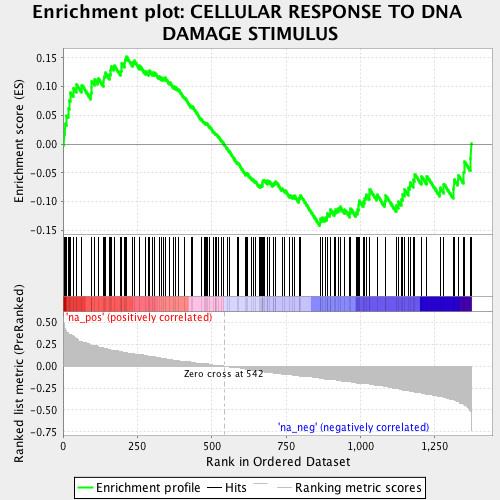 Enrichment plot: CELLULAR RESPONSE TO DNA
DAMAGE STIMULUS
Enrichment score (ES)
0.15
0.10
0.05
0.00
-0.05
-0.10
-0.15
'na_pos' (positively correlated)
Ranked list metric (PreRanked)
0.50
0.25
0.00
-0.25
-0.50
-0.75
Zero cross at 542
'na_neg' (negatively correlated)
0
250
500
750
1,000
1,250
Rank in Ordered Dataset
Enrichment profile
Hits
Ranking metric scores